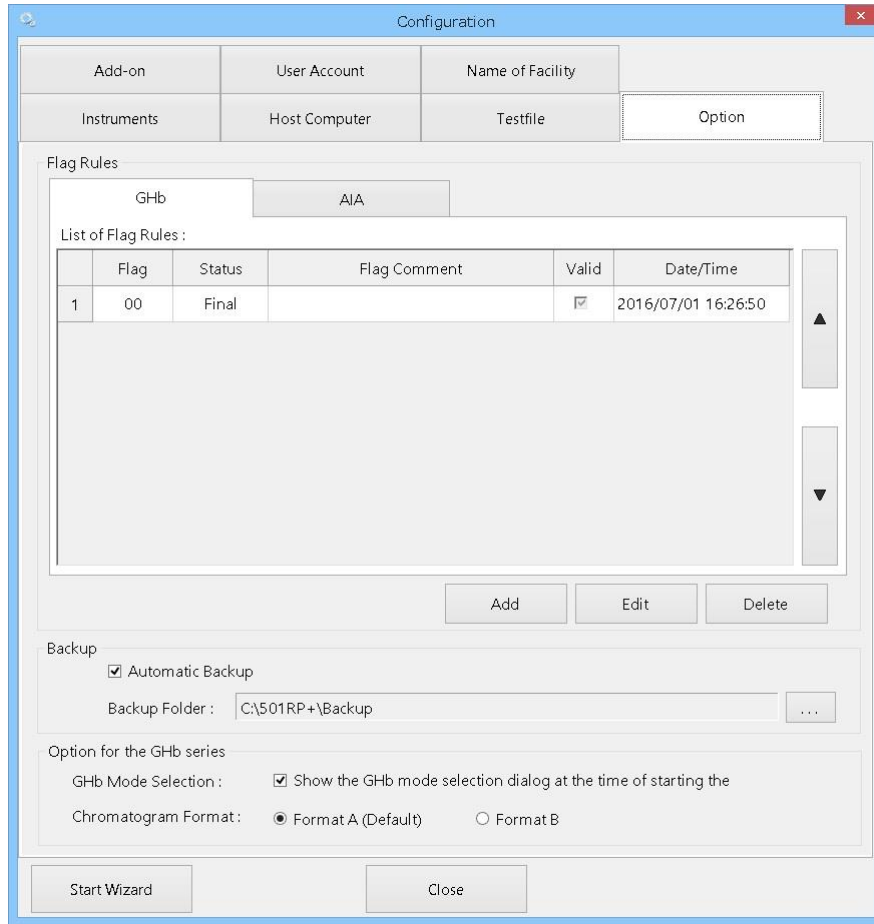 Configuration
Add-on User Account Name of Facility
Instruments Host Computer Testfile Option
Flag Rules
GHb AIA
List of Flag Rules :
Flag Status Flag Comment Valid Date/Time
1 00 Final 2016/07/01 16:26:50
Add Edit Delete
Backup
Automatic Backup
Backup Folder : C:\501RP+\Backup ...
Option for the GHb series
GHb Mode Selection : Show the GHb mode selection dialog at the time of starting the
Chromatogram Format : Format A (Default) Format B
Start Wizard Close